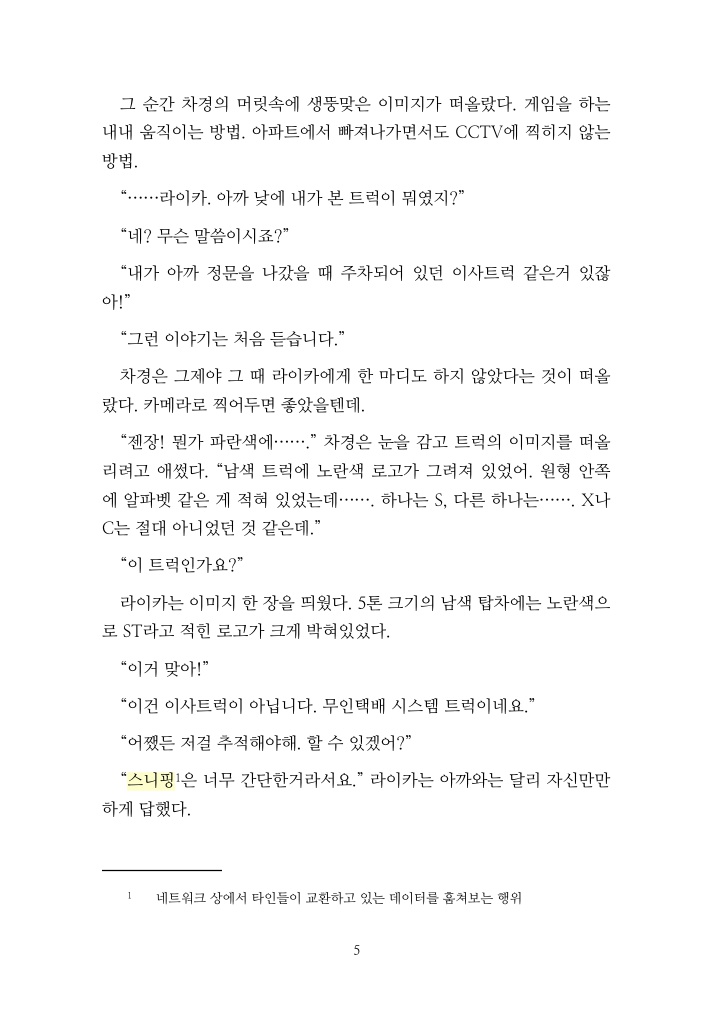 그 순간 차경의 머릿속에 생뚱맞은 이미지가 떠올랐다. 게임을 하는
내내 움직이는 방법. 아파트에서 빠져나가면서도 CCTV에 찍히지 않는
방법.
“……라이카. 아까 낮에 내가 본 트럭이 뭐였지?”
“네? 무슨 말씀이시죠?”
“내가 아까 정문을 나갔을 때 주차되어 있던 이사트럭 같은거 있잖
아!”
“그런 이야기는 처음 듣습니다.”
차경은 그제야 그 때 라이카에게 한 마디도 하지 않았다는 것이 떠올
랐다. 카메라로 찍어두면 좋았을텐데.
“젠장! 뭔가 파란색에…….” 차경은 눈을 감고 트럭의 이미지를 떠올
리려고 애썼다. “남색 트럭에 노란색 로고가 그려져 있었어. 원형 안쪽
에 알파벳 같은 게 적혀 있었는데……. 하나는 S, 다른 하나는……. X나
C는 절대 아니었던 것 같은데.”
“이 트럭인가요?”
라이카는 이미지 한 장을 띄웠다. 5톤 크기의 남색 탑차에는 노란색으
로 ST라고 적힌 로고가 크게 박혀있었다.
“이거 맞아!”
“이건 이사트럭이 아닙니다. 무인택배 시스템 트럭이네요.”
“어쨌든 저걸 추적해야해. 할 수 있겠어?”
“스니핑1은 너무 간단한거라서요.” 라이카는 아까와는 달리 자신만만
하게 답했다.
1 네트워크 상에서 타인들이 교환하고 있는 데이터를 훔쳐보는 행위
5